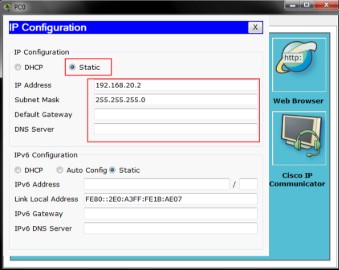 PC0
IP Configuration
X
IP Configuration
DHCP
Static
IP Address
192.168.20.2
Subnet Mask
255.255.255.0
Default Gateway
DNS Server
IPv6 Configuration
DHCP
Auto Config
Static
IPv6 Address
/
Link Local Address
FE80::2E0:A3FF:FE1B:AE07
IPv6 Gateway
IPv6 DNS Server
http:
Web Browser
Cisco IP
Communicator